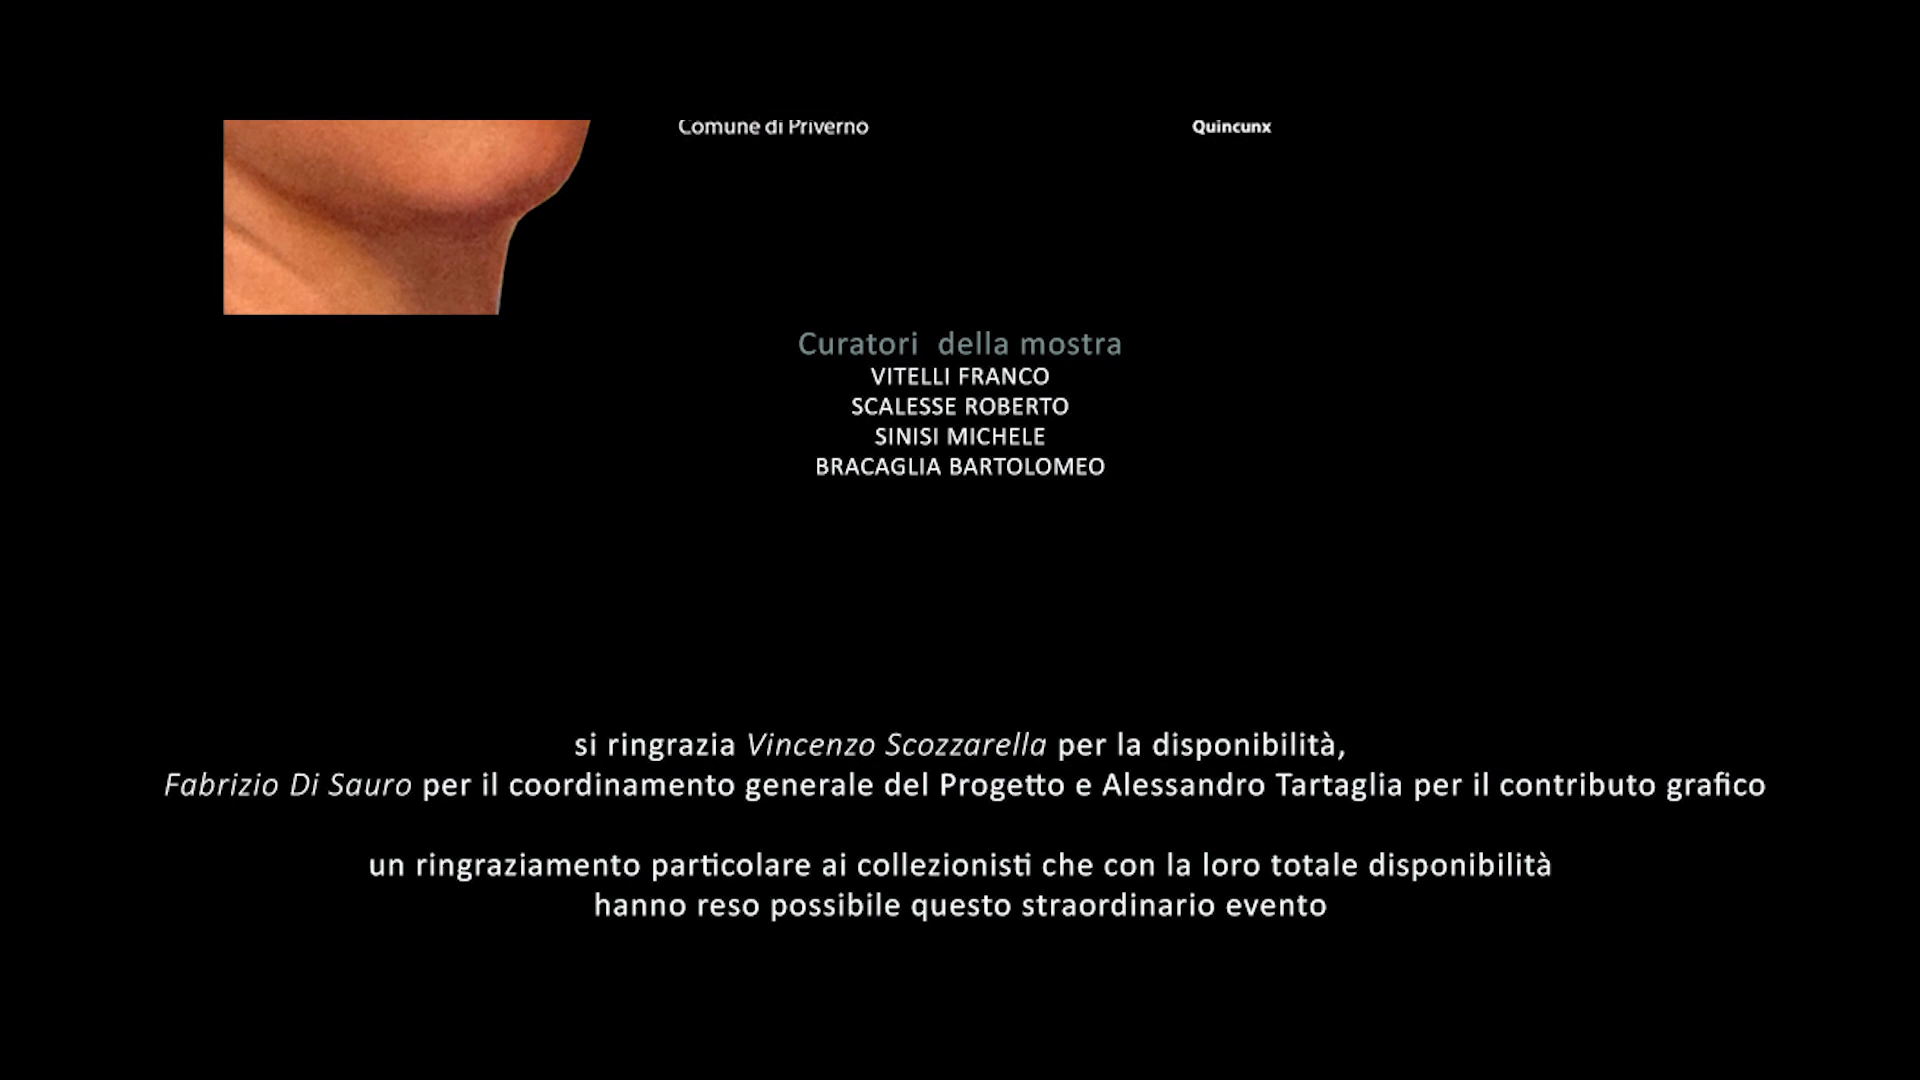 Comune di Priverno
Quincunx
Curatori della mostra
VITELLI FRANCO
SCALESSE ROBERTO
SINISI MICHELE
BRACAGLIA BARTOLOMEO
si ringrazia Vincenzo Scozzarella per la disponibilità,
Fabrizio Di Sauro per il coordinamento generale del Progetto e Alessandro Tartaglia per il contributo grafico
un ringraziamento particolare ai collezionisti che con la loro totale disponibilità
hanno reso possibile questo straordinario evento